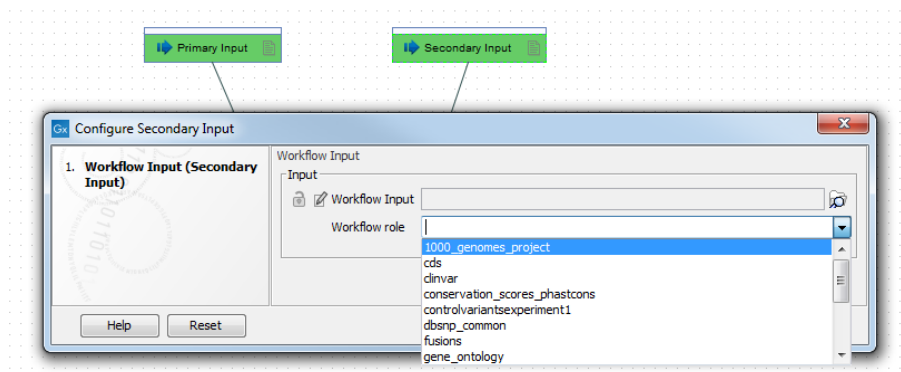 Primary Input
Secondary Input
Gx Configure Secondary Input
1. Workflow Input (Secondary
Input)
Workflow Input
Input
Workflow Input
Workflow role
1000_genomes_project
cds
clinvar
conservation_scores_phastcons
controlvariantsexperiment1
dbsnp_common
fusions
gene_ontology
Help
Reset